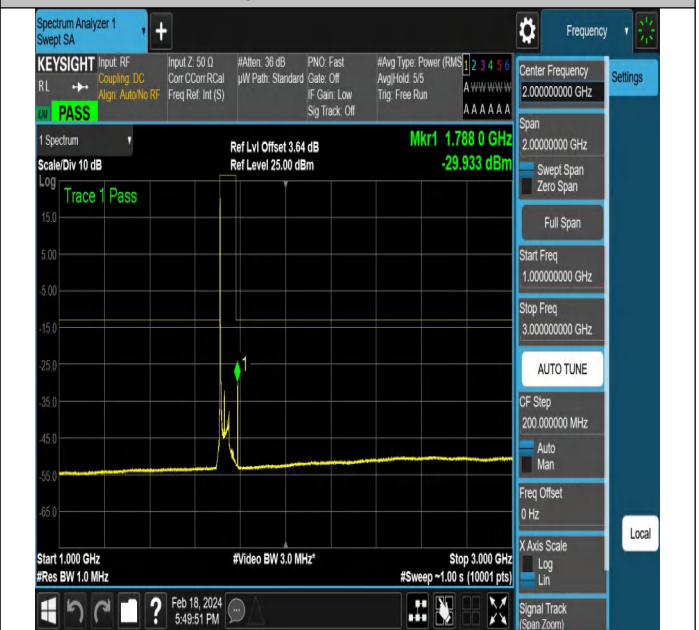 Spectrum Analyzer 1
Swept SA
+
Frequency
KEYSIGHT
RL
PASS
Input: RF
Coupling: DC
Align: Auto/No RF
Input Z: 50 Ω
Corr CCorr RCal
Freq Ref: Int (S)
#Atten: 36 dB
µW Path: Standard
PNO: Fast
Gate: Off
IF Gain: Low
Sig Track: Off
#Avg Type: Power (RMS
Avg|Hold: 5/5
Trig: Free Run
1 2 3 4 5 6
A W W W W W
A A A A A A
1 Spectrum
Scale/Div 10 dB
Ref Lvl Offset 3.64 dB
Ref Level 25.00 dBm
Mkr1 1.788 0 GHz
-29.933 dBm
Log
Trace 1 Pass
15.0
5.00
-5.00
-15.0
-25.0
-35.0
-45.0
-55.0
-65.0
1
Start 1.000 GHz
#Video BW 3.0 MHz*
Stop 3.000 GHz
#Res BW 1.0 MHz
#Sweep ~1.00 s (10001 pts)
?
Feb 18, 2024
5:49:51 PM
Center Frequency
2.000000000 GHz
Settings
Span
2.00000000 GHz
Swept Span
Zero Span
Full Span
Start Freq
1.000000000 GHz
Stop Freq
3.000000000 GHz
AUTO TUNE
CF Step
200.000000 MHz
Auto
Man
Freq Offset
0 Hz
Local
X Axis Scale
Log
Lin
Signal Track
(Span Zoom)